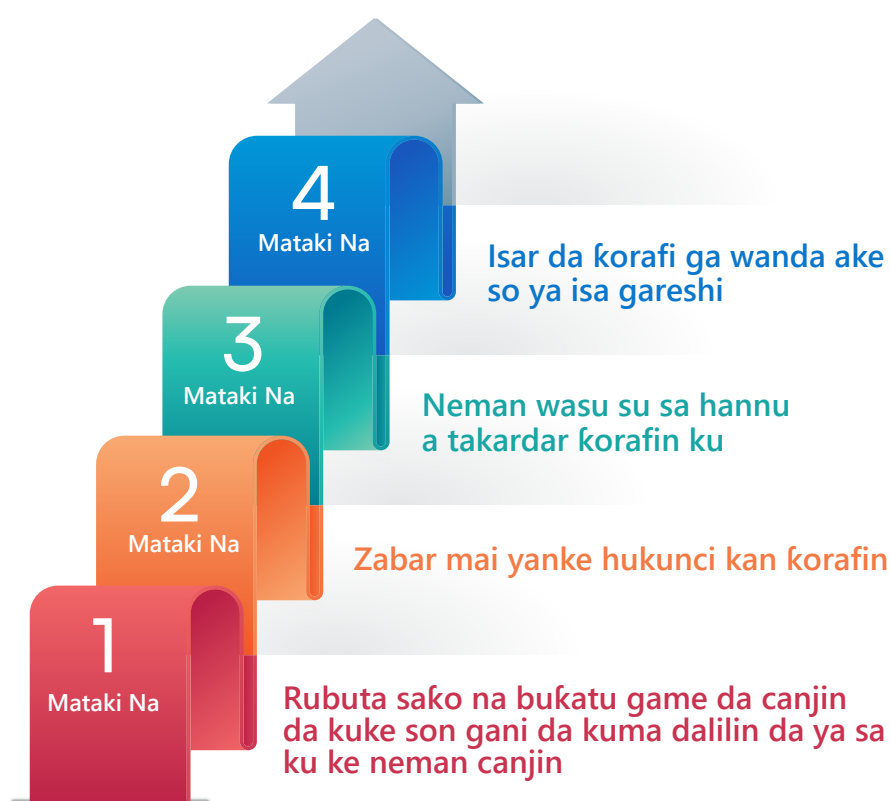 4
Mataki Na
Isar da ƙorafi ga wanda ake
so ya isa gareshi
3
Mataki Na
Neman wasu su sa hannu
a takardar ƙorafin ku
2
Mataki Na
Zabar mai yanke hukunci kan ƙorafin
1
Mataki Na
Rubuta saƙo na buƙatu game da canjin
da kuke son gani da kuma dalilin da ya sa
ku ke neman canjin